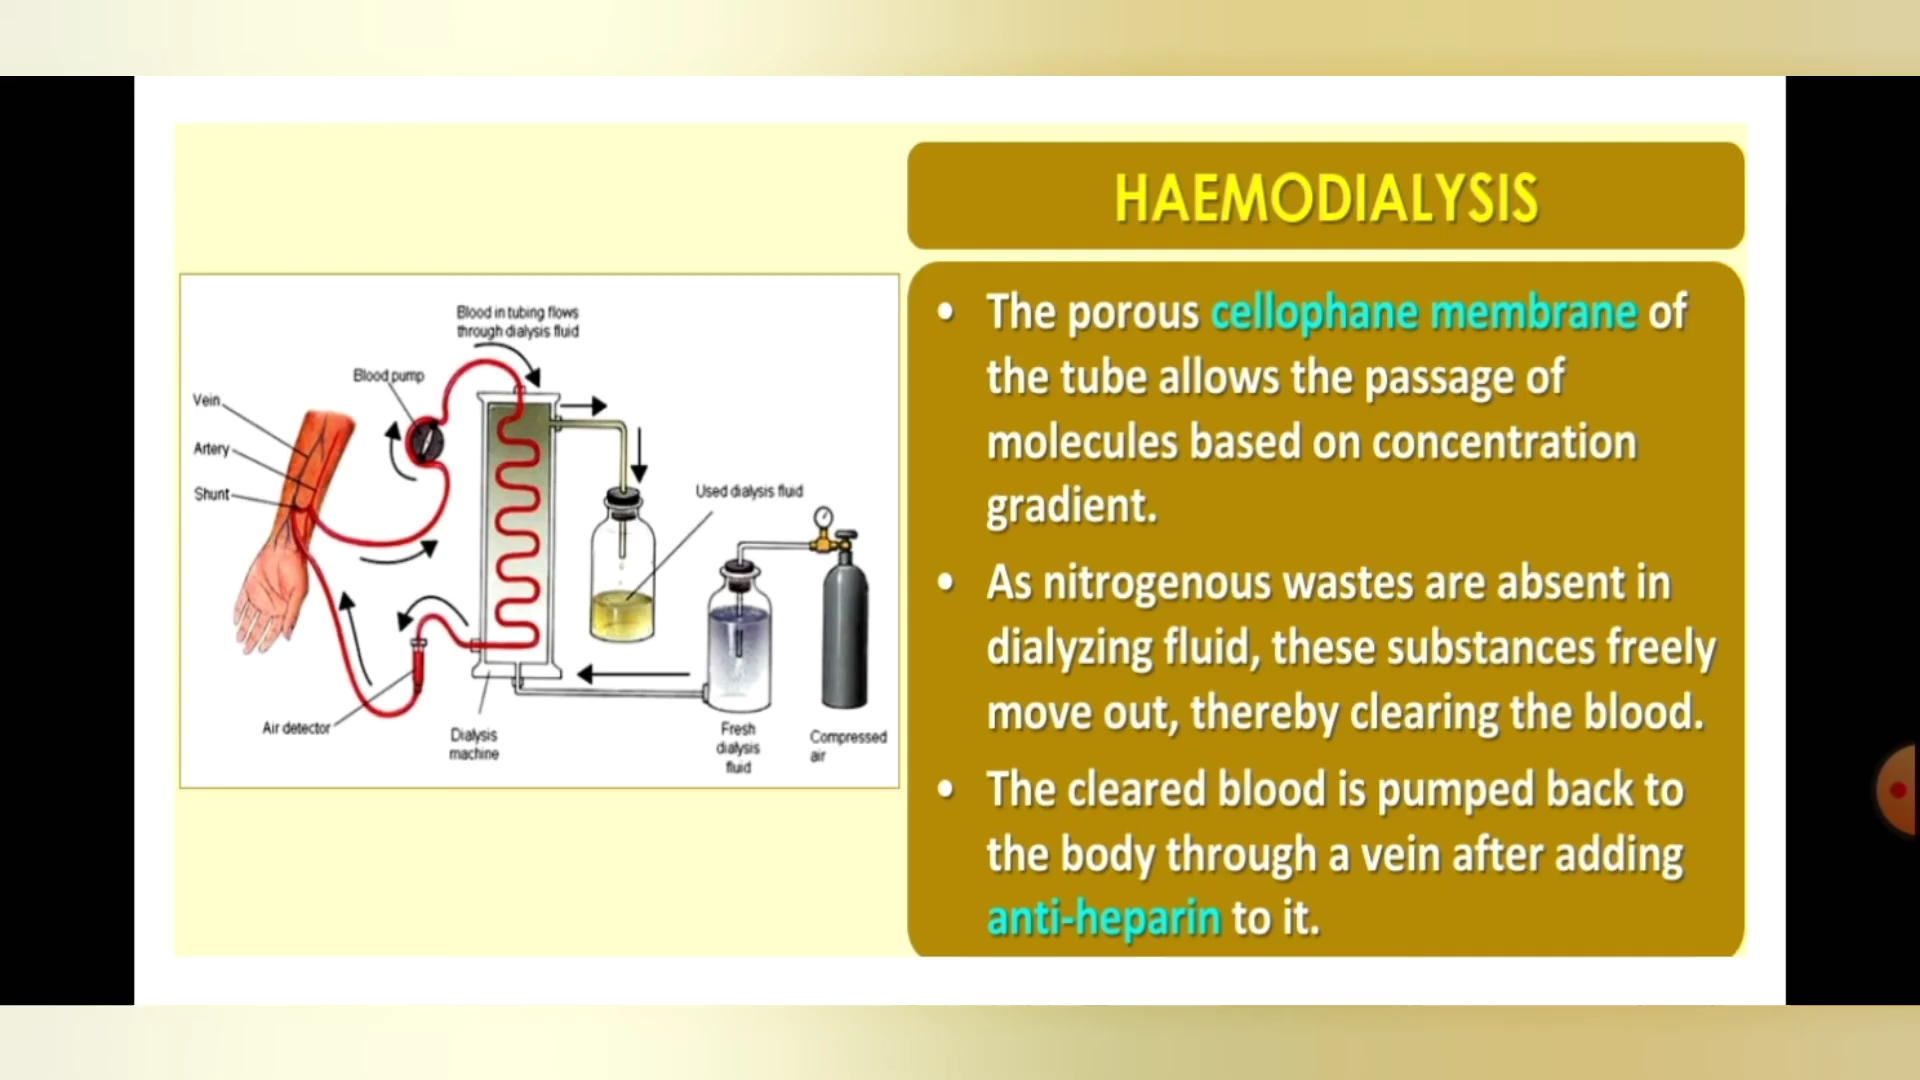 HAEMODIALYSIS
Blood in tubing flows
through dialysis fluid
Blood pump
Vein
Artery
Shunt
Used dialysis fluid
Air detector
Dialysis
machine
Fresh
dialysis
fluid
Compressed
air
• The porous cellophane membrane of
the tube allows the passage of
molecules based on concentration
gradient.
• As nitrogenous wastes are absent in
dialyzing fluid, these substances freely
move out, thereby clearing the blood.
• The cleared blood is pumped back to
the body through a vein after adding
anti-heparin to it.